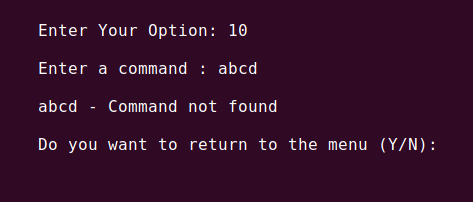 Enter Your Option: 10
Enter a command : abcd
abcd - Command not found
Do you want to return to the menu (Y/N):